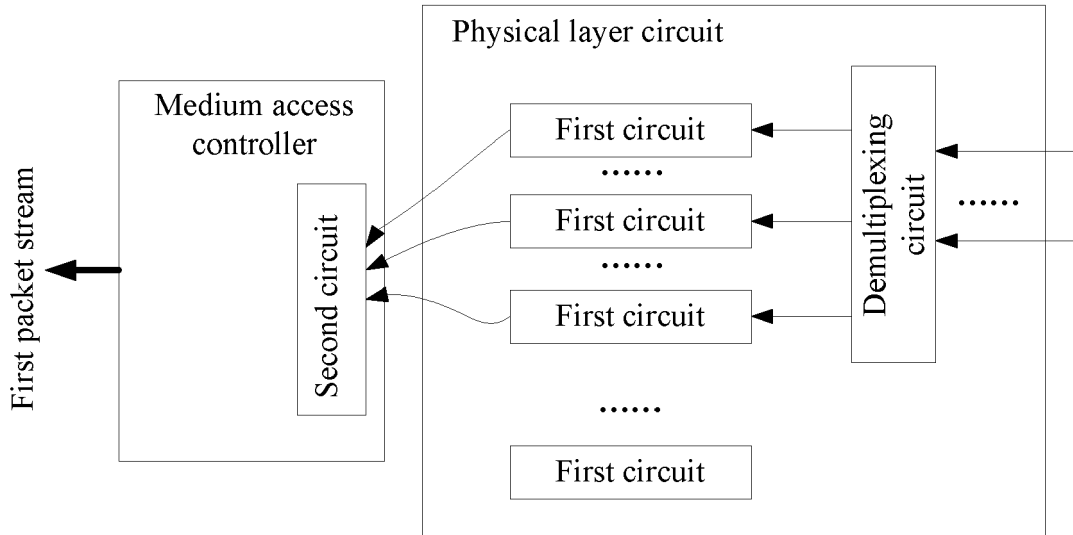 Physical layer circuit
Medium access
controller
First circuit
......
First circuit
......
First circuit
......
First circuit
Demultiplexing
circuit
......
Second circuit
First packet stream